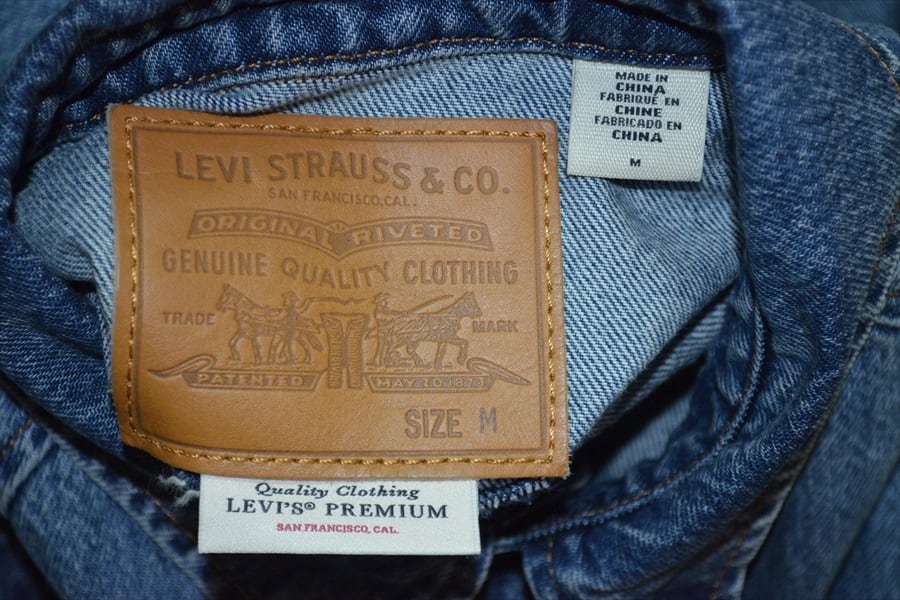 LEVI STRAUSS & CO.
SAN FRANCISCO, CAL.
ORIGINAL RIVETED
GENUINE QUALITY CLOTHING
TRADE MARK
PATENTED MAY 20, 1873
SIZE M
Quality Clothing
LEVI'S® PREMIUM
SAN FRANCISCO, CAL.
MADE IN
CHINA
FABRIQUÉ EN
CHINE
FABRICADO EN
CHINA
M